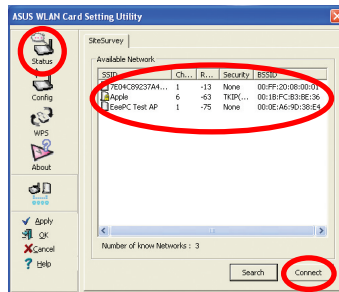 ASUS WLAN Card Setting Utility
Status
Config
WPS
About
Apply
OK
Cancel
Help
SiteSurvey
Available Network
SSID Ch... R... Security BSSID
7E04C89237A4... 1 -13 None 00:FF:20:08:00:01
Apple 6 -63 TKIP(... 00:1B:FC:B3:BE:36
EeePC Test AP 1 -75 None 00:0E:A6:9D:38:E4
Number of know Networks : 3
Search Connect